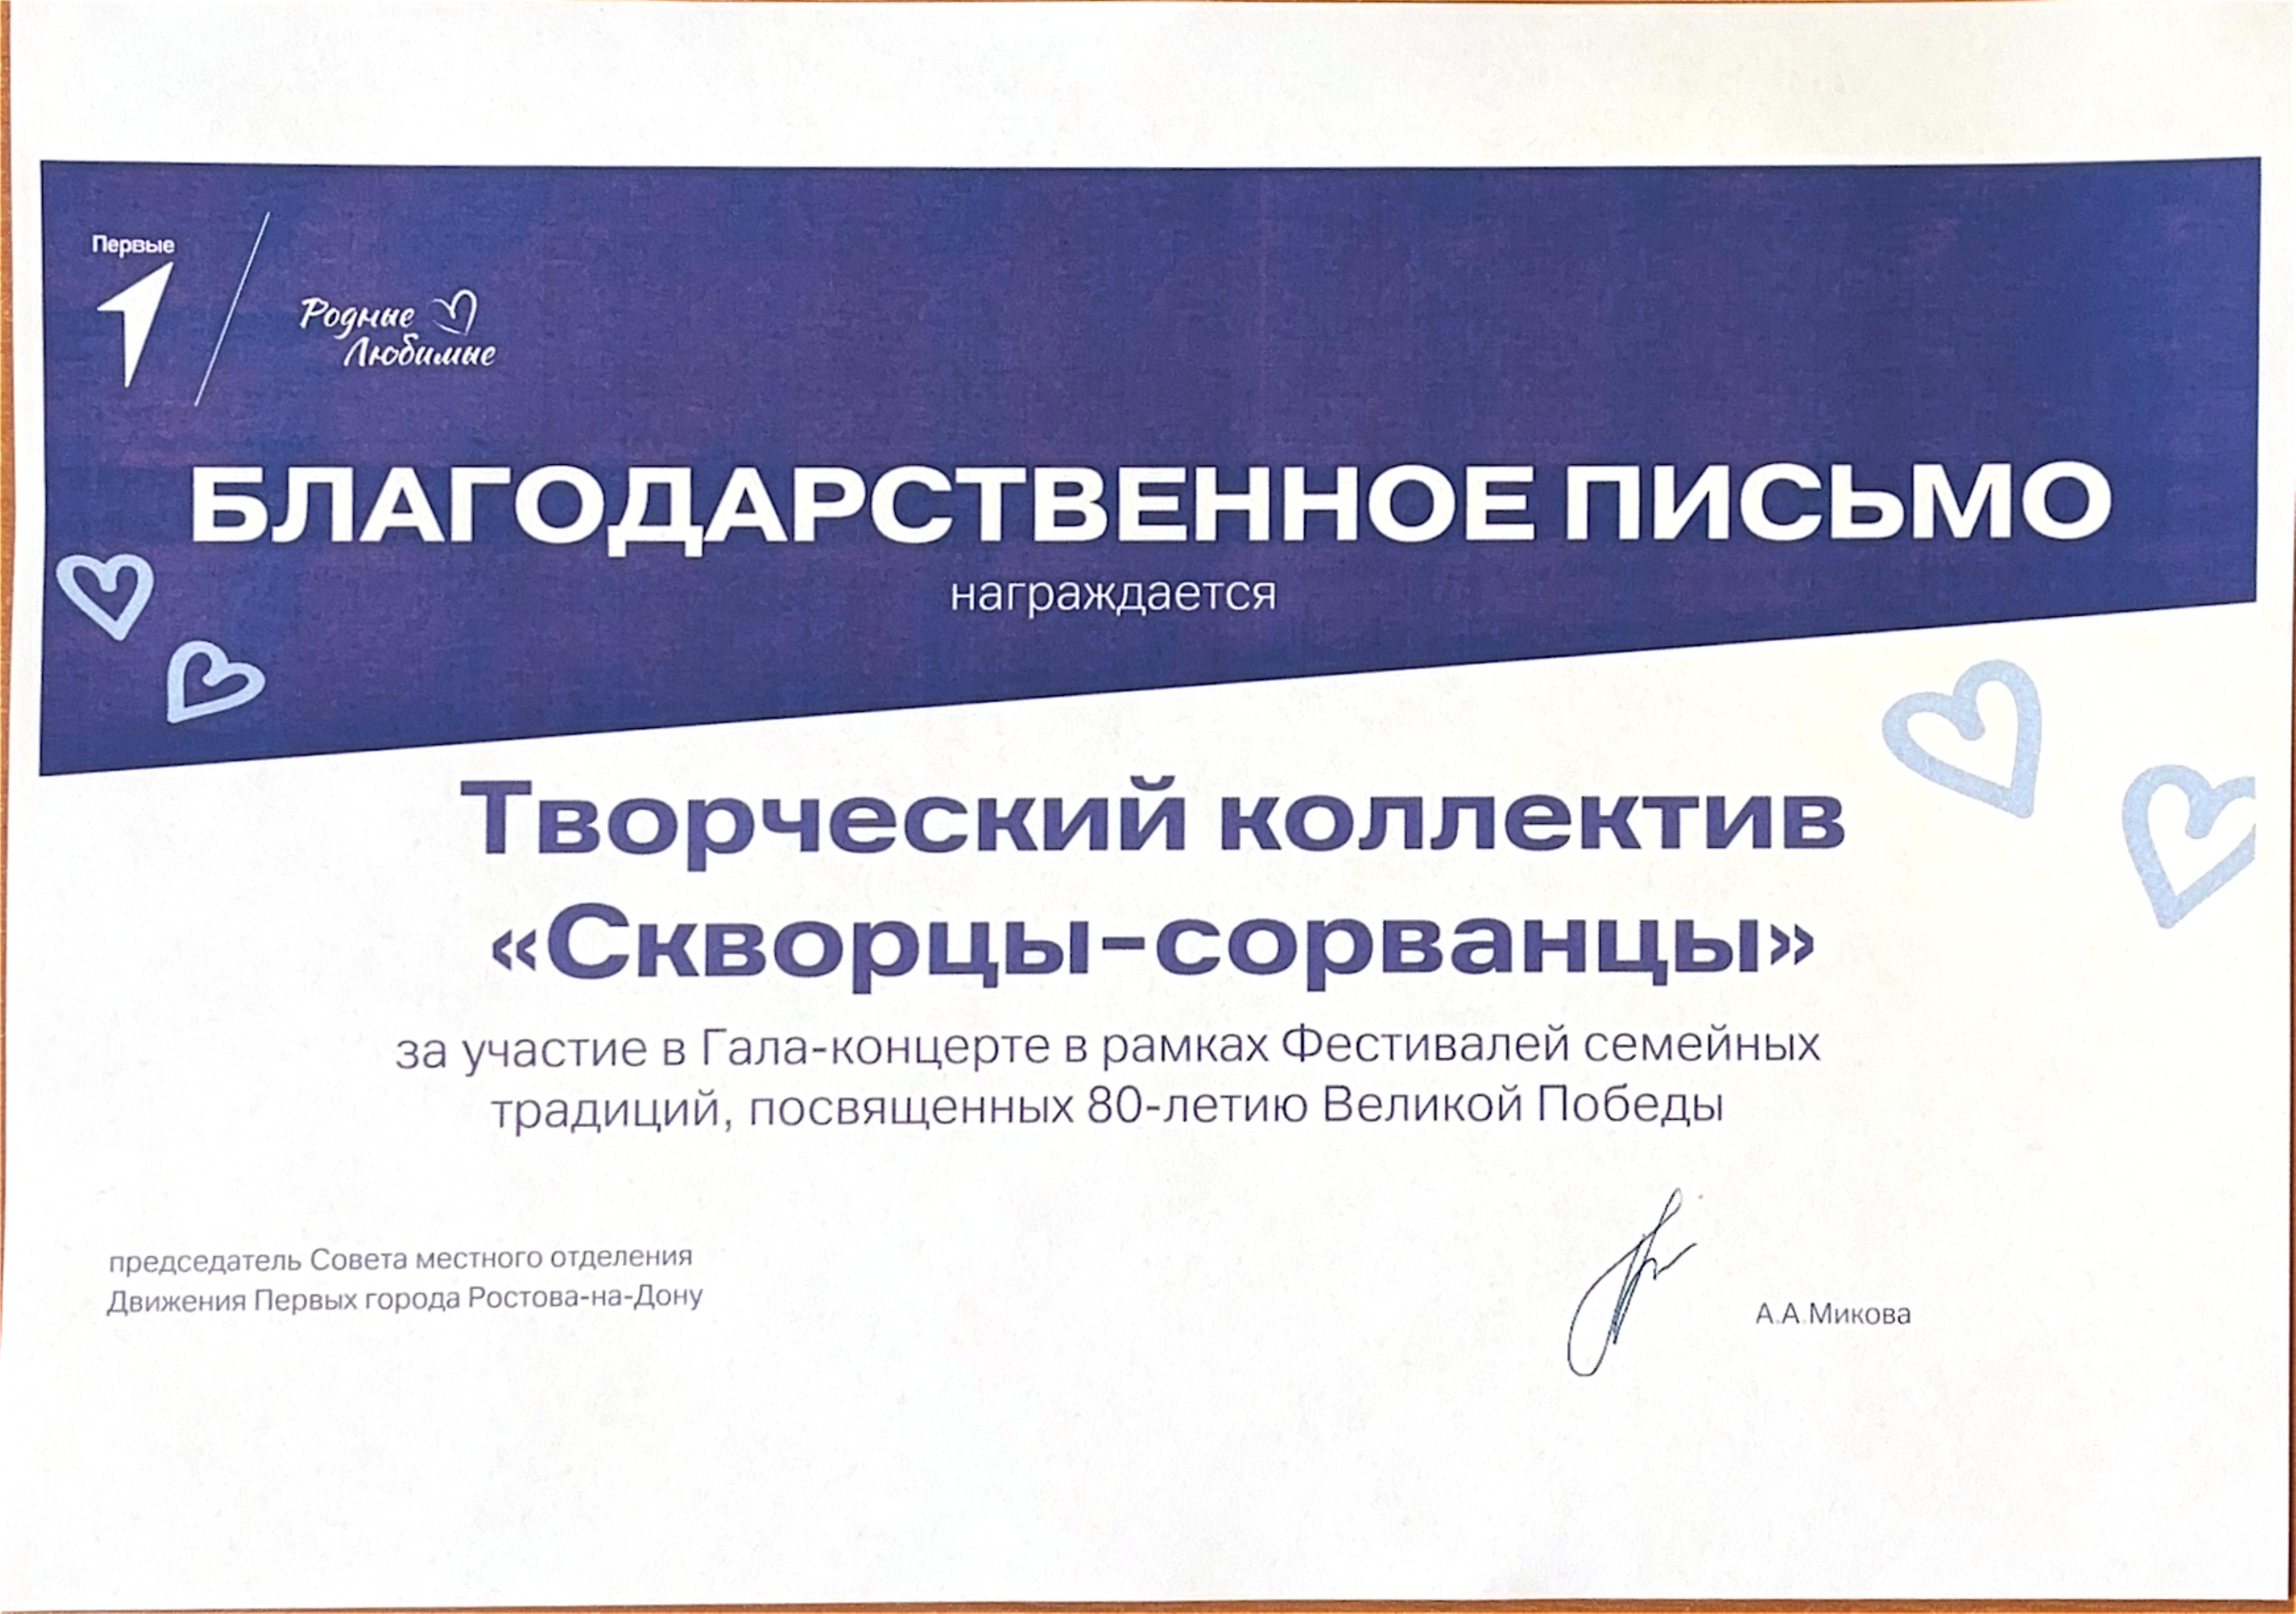 Первые
Родные
Любимые
БЛАГОДАРСТВЕННОЕ ПИСЬМО
награждается
Творческий коллектив
«Скворцы-сорванцы»
за участие в Гала-концерте в рамках Фестивалей семейных
традиций, посвященных 80-летию Великой Победы
председатель Совета местного отделения
Движения Первых города Ростова-на-Дону
А.А.Микова